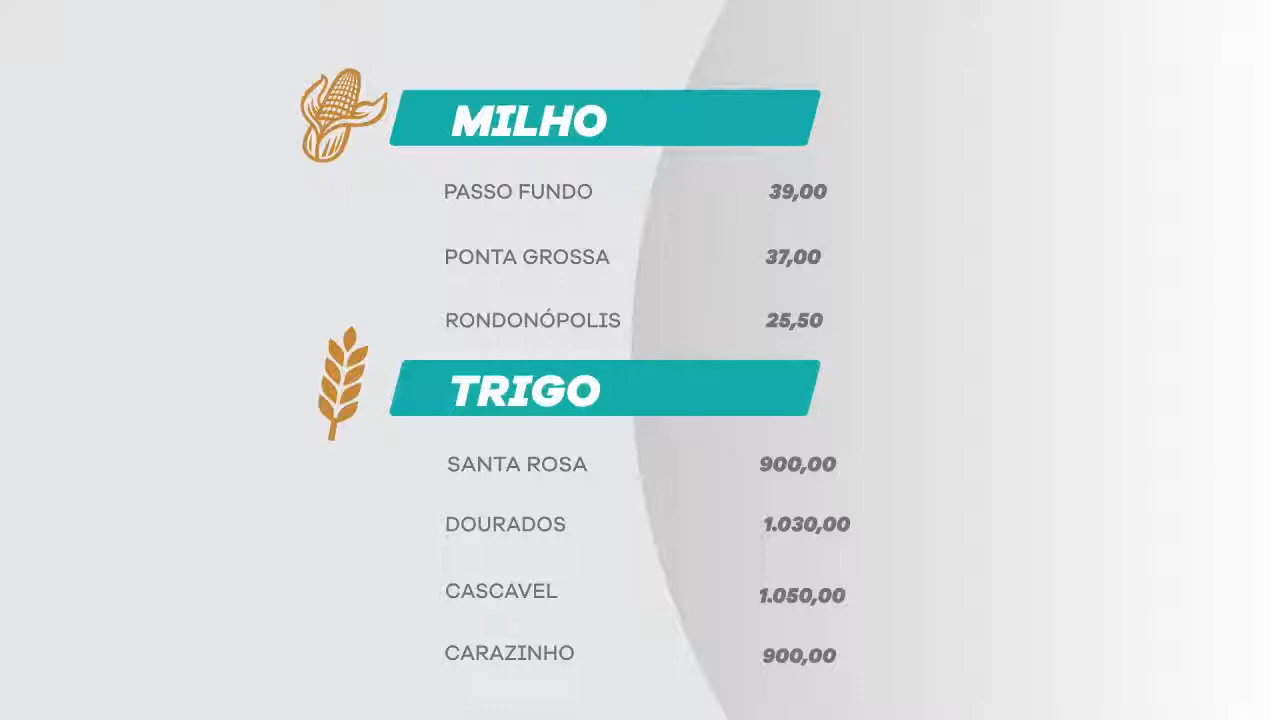 MILHO
PASSO FUNDO 39,00
PONTA GROSSA 37,00
RONDONÓPOLIS 25,50
TRIGO
SANTA ROSA 900,00
DOURADOS 1.030,00
CASCAVEL 1.050,00
CARAZINHO 900,00